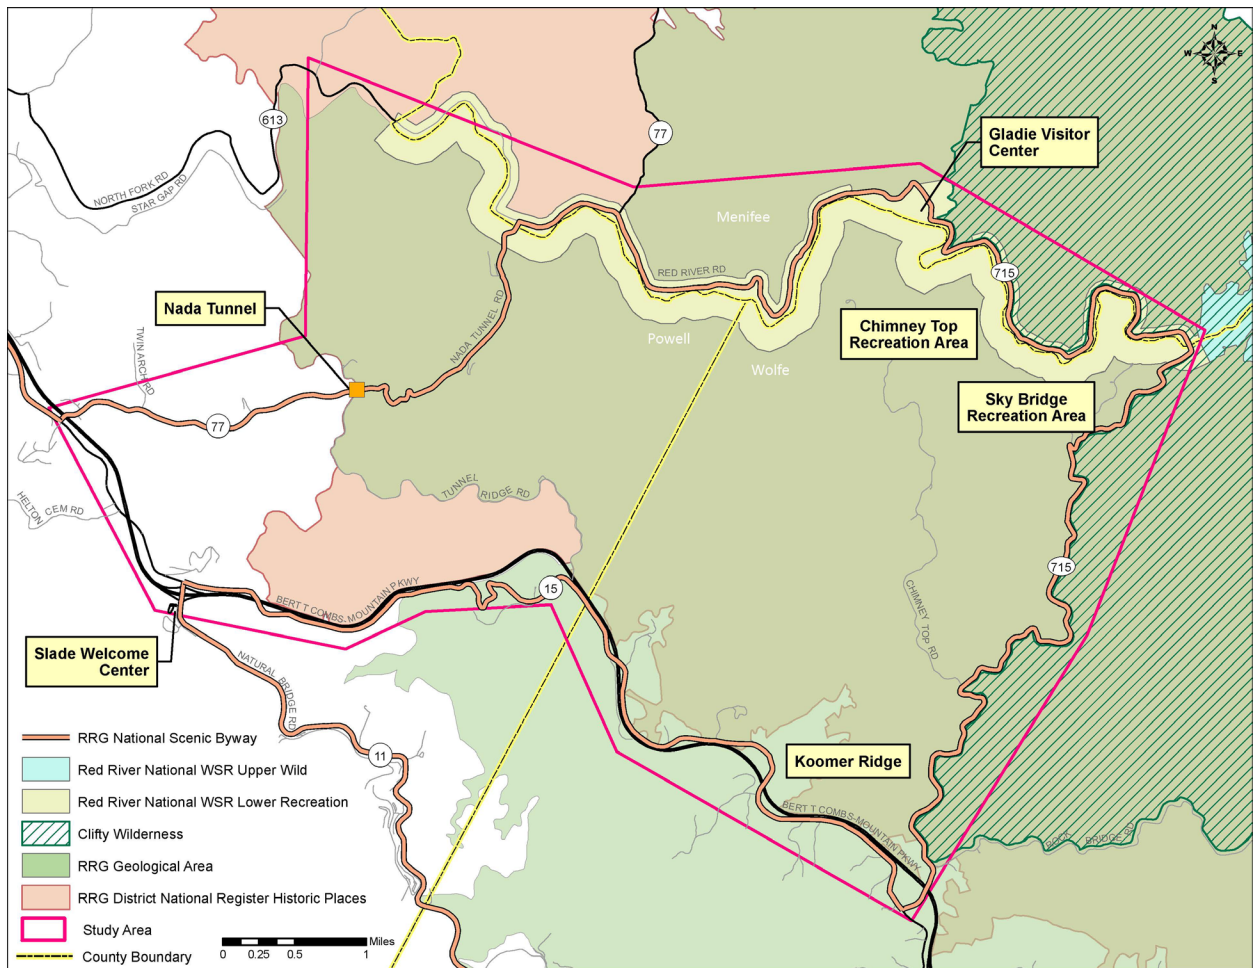 N
W E
S
613
77
NORTH FORK RD
STAR GAP RD
Gladie Visitor
Center
Menifee
RED RIVER RD
715
Nada Tunnel
NADA TUNNEL RD
Chimney Top
Recreation Area
Powell
Wolfe
TWIN ARCH RD
Sky Bridge
Recreation Area
77
TUNNEL
RIDGE RD
HELTON
CEM RD
715
15
BERT T COMBS-MOUNTAIN PKWY
CHIMNEY TOP RD
Slade Welcome
Center
NATURAL BRIDGE RD
11
Koomer Ridge
BERT T COMBS-MOUNTAIN PKWY
ROCK
BRIDGE RD
RRG National Scenic Byway
Red River National WSR Upper Wild
Red River National WSR Lower Recreation
Clifty Wilderness
RRG Geological Area
RRG District National Register Historic Places
Study Area
County Boundary
Miles
0 0.25 0.5 1